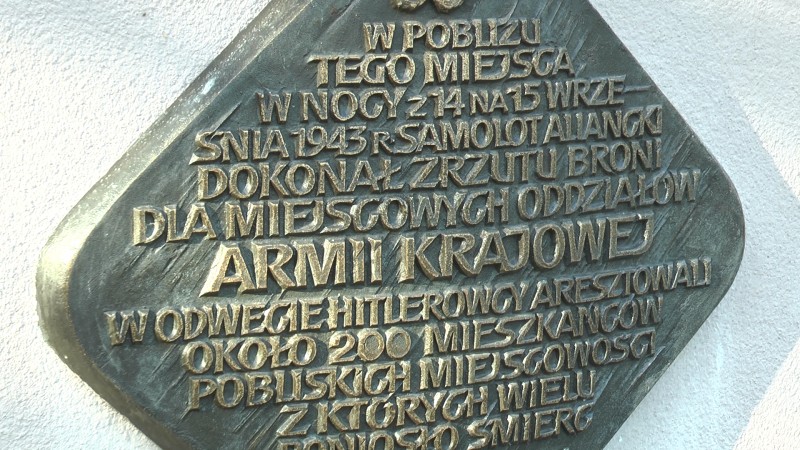 W POBLIŻU
TEGO MIEJSCA
W NOCY Z 14 NA 15 WRZE-
ŚNIA 1943 R. SAMOLOT ALIANCKI
DOKONAŁ ZRZUTU BRONI
DLA MIEJSCOWYCH ODDZIAŁÓW
ARMII KRAJOWEJ
W ODWECIE HITLEROWCY ARESZTOWALI
OKOŁO 200 MIESZKAŃCÓW
POBLISKICH MIEJSCOWOŚCI
Z KTÓRYCH WIELU
PONIOSŁO ŚMIERĆ